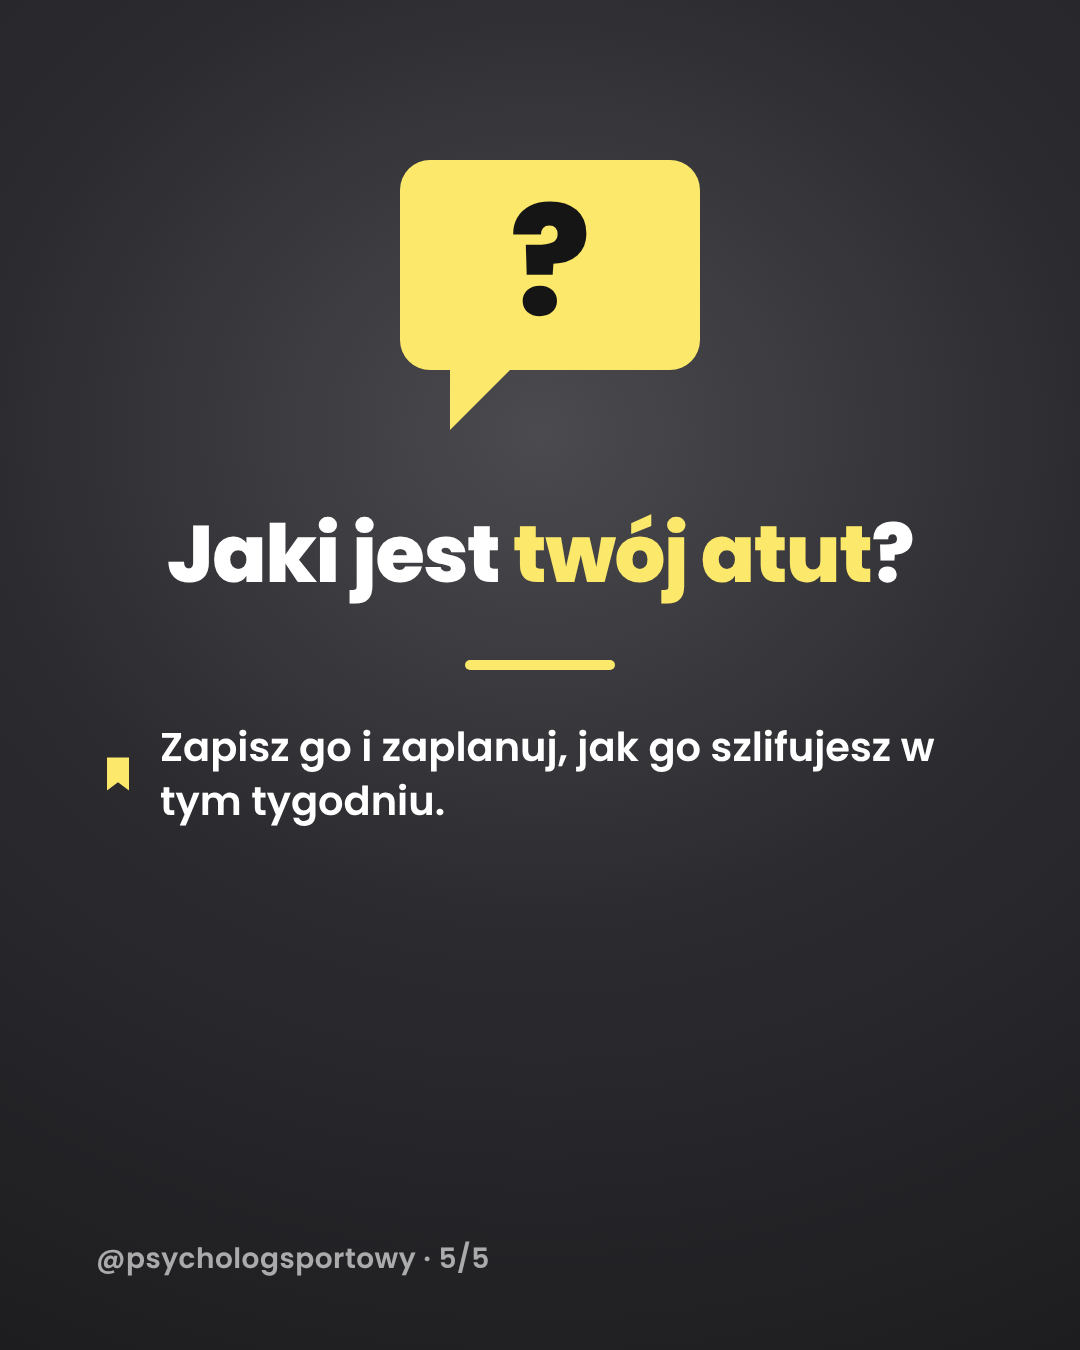 ?
Jaki jest twój atut?
Zapisz go i zaplanuj, jak go szlifujesz w
tym tygodniu.
@psychologsportowy · 5/5